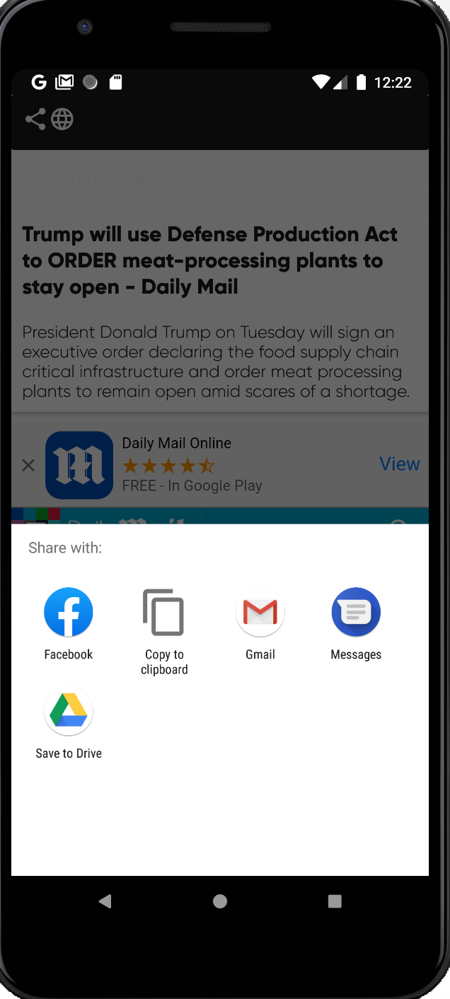 12:22
Dailymail.co.uk
Trump will use Defense Production Act
to ORDER meat-processing plants to
stay open - Daily Mail
President Donald Trump on Tuesday will sign an
executive order declaring the food supply chain
critical infrastructure and order meat processing
plants to remain open amid scares of a shortage.
Daily Mail Online
View
FREE - In Google Play
Share with:
Facebook
Copy to
clipboard
Gmail
Messages
Save to Drive